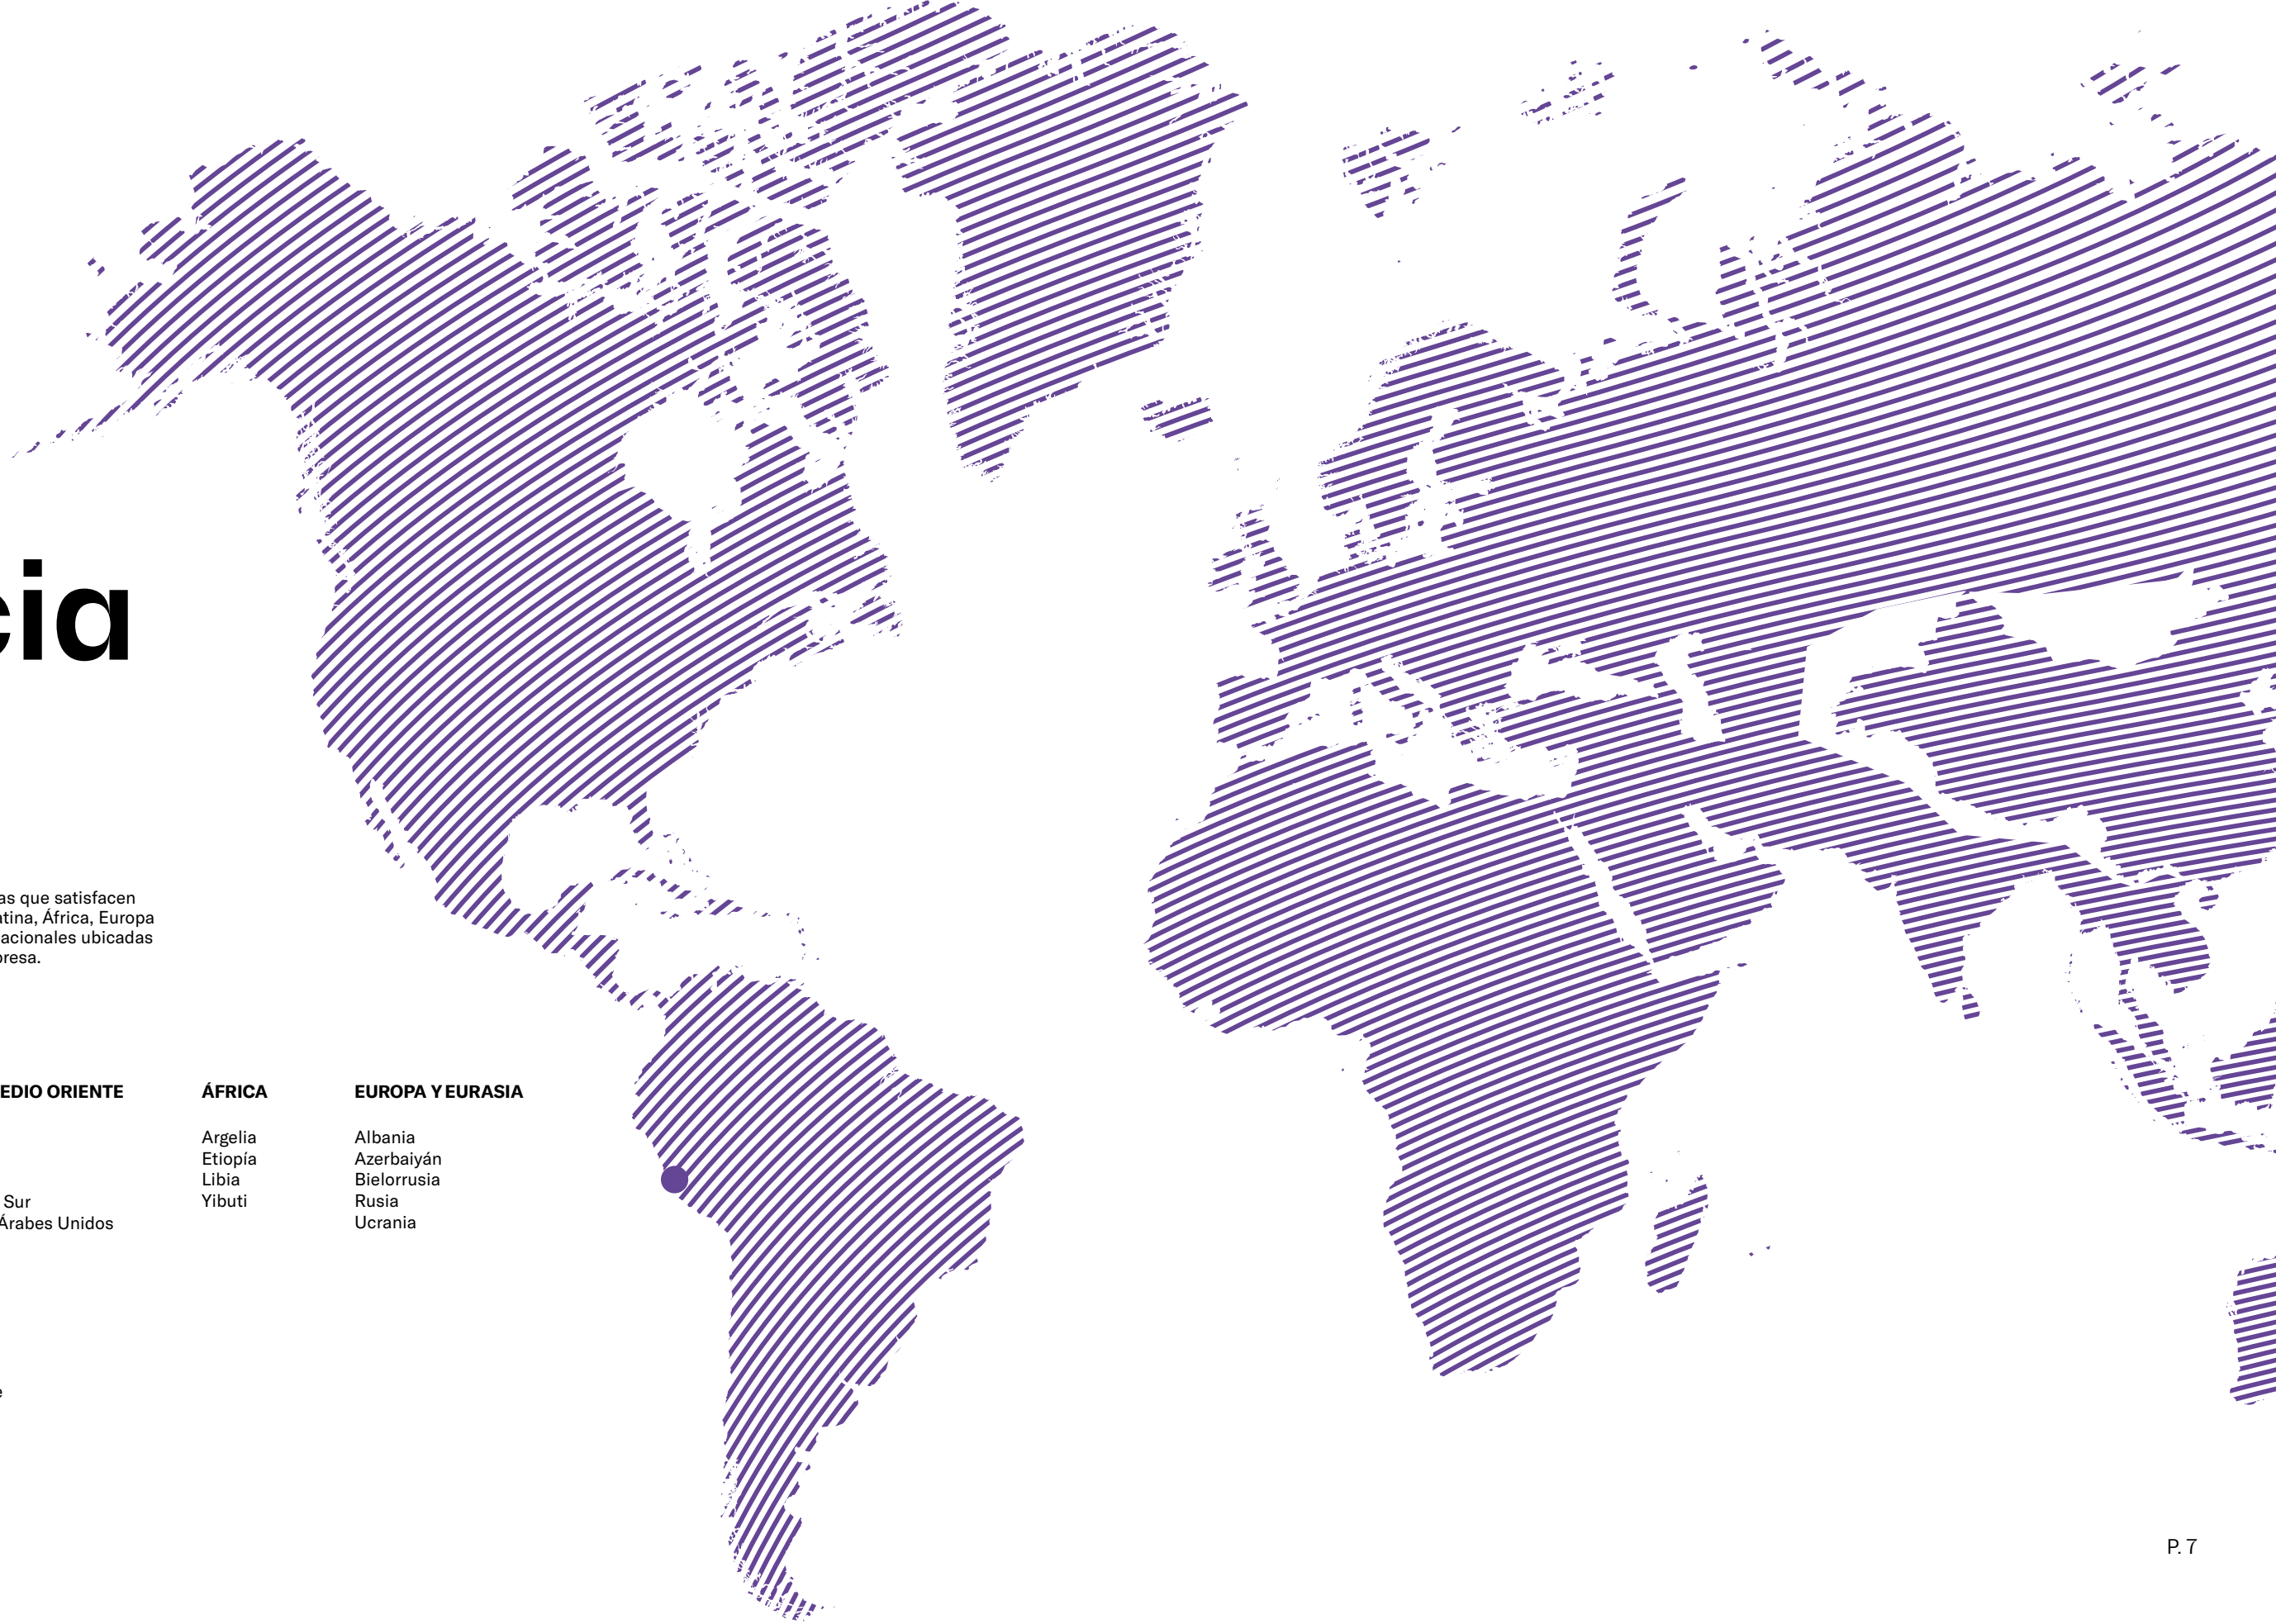 cia
as que satisfacen
atina, África, Europa
acionales ubicadas
presa.
EDIO ORIENTE
Sur
Árabes Unidos
e
ÁFRICA
Argelia
Etiopía
Libia
Yibuti
EUROPA Y EURASIA
Albania
Azerbaiyán
Bielorrusia
Rusia
Ucrania
P. 7